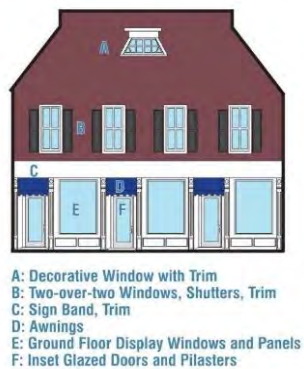 A
B
C
D
E
F
A: Decorative Window with Trim
B: Two-over-two Windows, Shutters, Trim
C: Sign Band, Trim
D: Awnings
E: Ground Floor Display Windows and Panels
F: Inset Glazed Doors and Pilasters